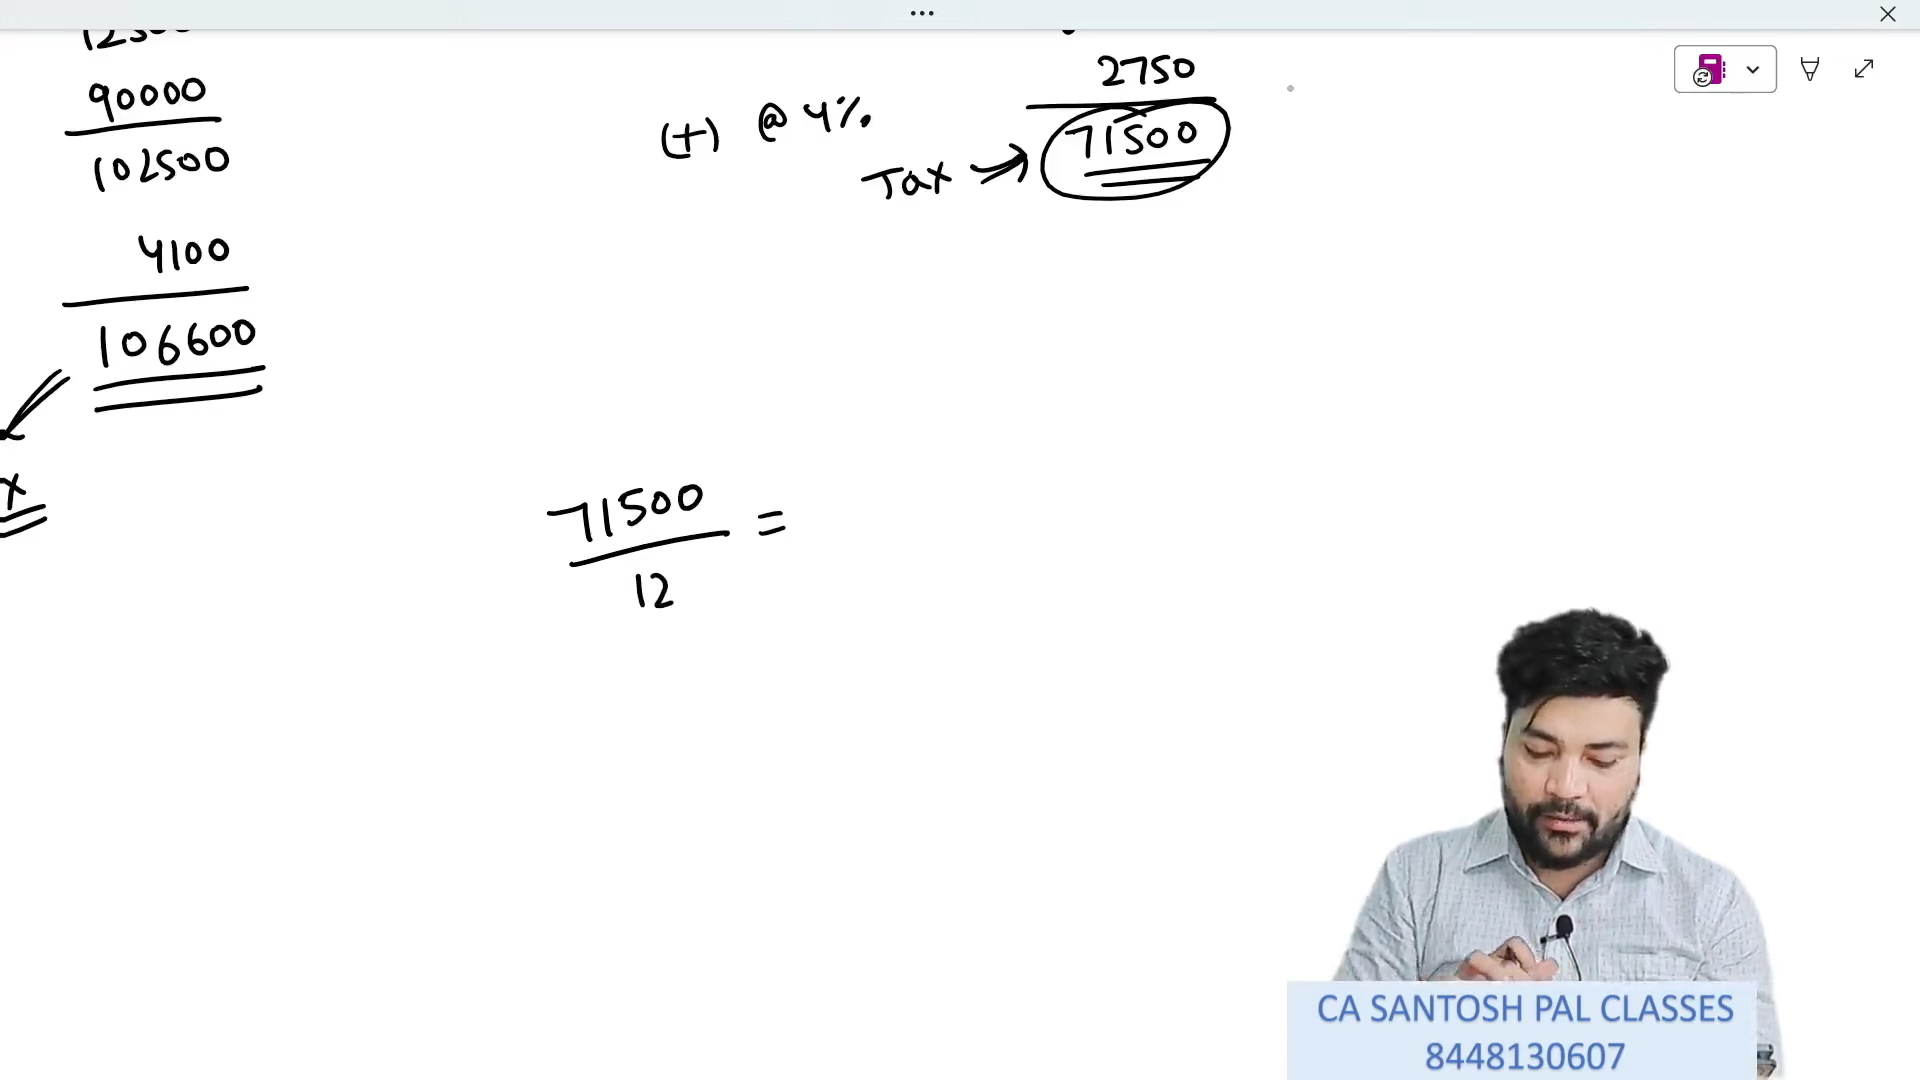 90000
102500
4100
106600
x
2750
(+) @ 4%
71500
Tax →
71500
12
=
CA SANTOSH PAL CLASSES
8448130607